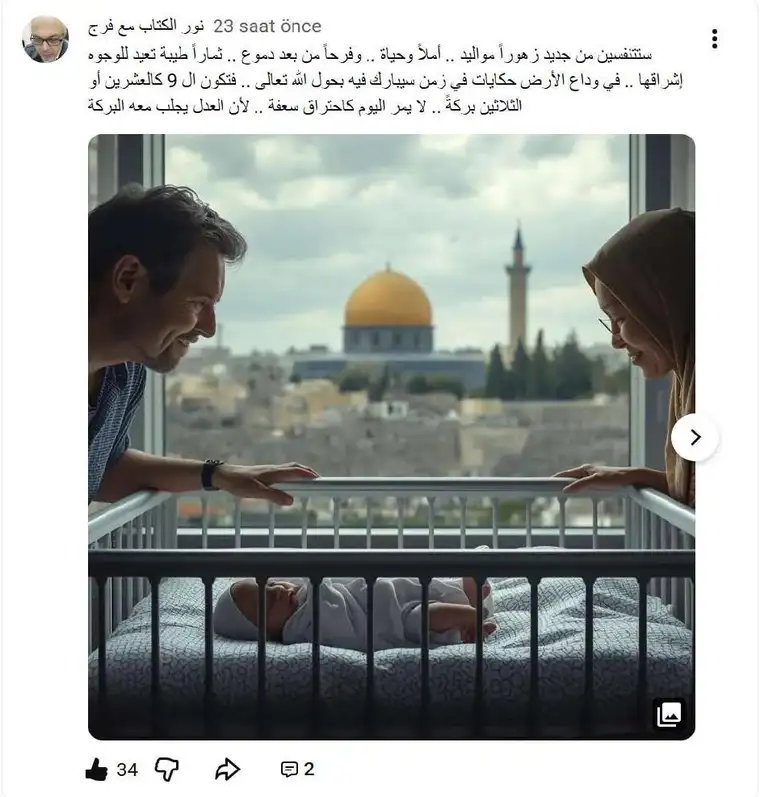 نور الكتاب مع فرج 23 saat önce
ستتنفسين من جديد زهوراً مواليد .. أملاً وحياة .. وفرحاً من بعد دموع .. ثماراً طيبة تعيد للوجوه
إشراقها .. في وداع الأرض حكايات في زمن سيبارك فيه بحول الله تعالى .. فتكون ال 9 كالعشرين أو
الثلاثين بركةً .. لا يمر اليوم كاحتراق سعفة .. لأن العدل يجلب معه البركة
34
2